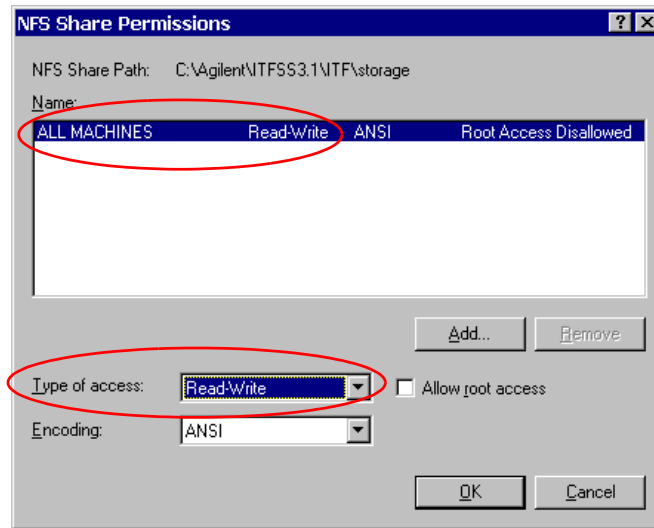 NFS Share Permissions
NFS Share Path: C:\Agilent\ITFSS3.1\ITF\storage
Name:
ALL MACHINES Read-Write ANSI Root Access Disallowed
Add... Remove
Type of access: Read-Write Allow root access
Encoding: ANSI
OK Cancel